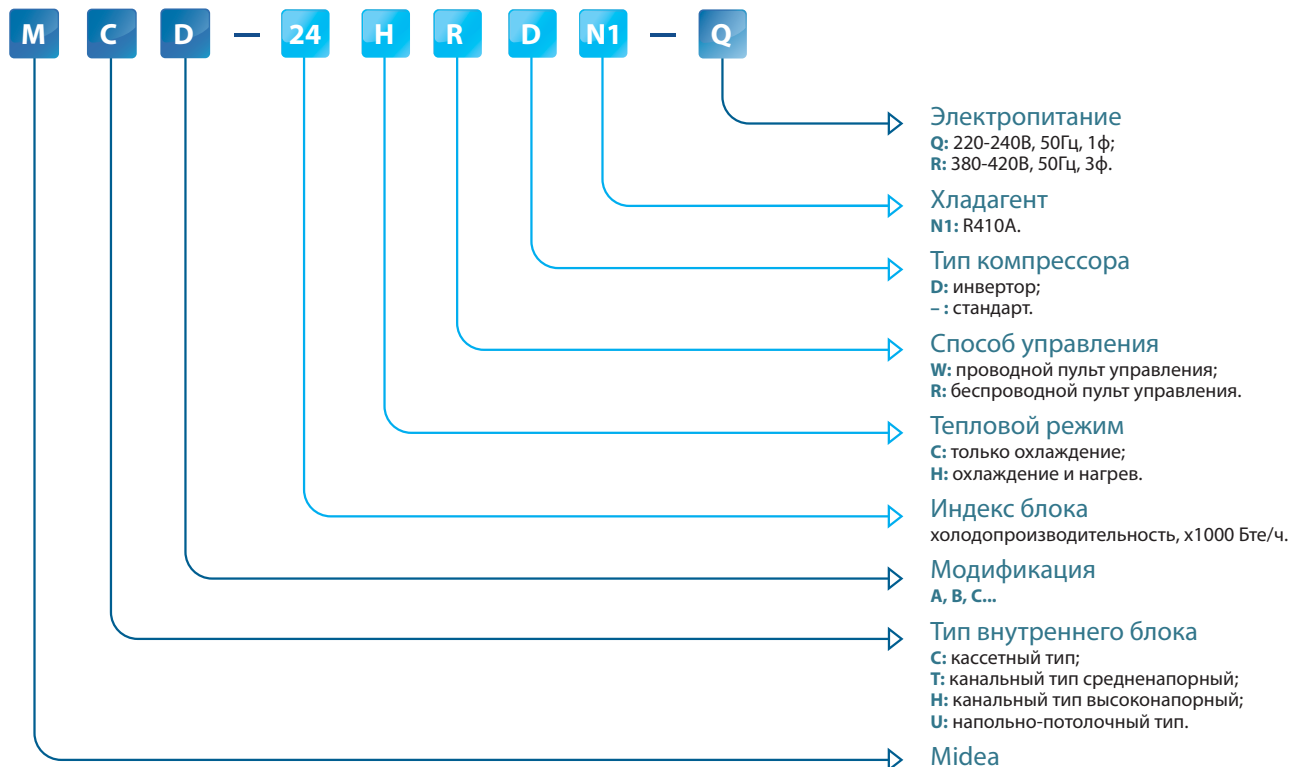 M C D – 24 H R D N1 – Q
Электропитание
Q: 220-240В, 50Гц, 1ф;
R: 380-420В, 50Гц, 3ф.
Хладагент
N1: R410A.
Тип компрессора
D: инвертор;
– : стандарт.
Способ управления
W: проводной пульт управления;
R: беспроводной пульт управления.
Тепловой режим
C: только охлаждение;
H: охлаждение и нагрев.
Индекс блока
холодопроизводительность, х1000 Бте/ч.
Модификация
A, B, C...
Тип внутреннего блока
C: кассетный тип;
T: канальный тип средненапорный;
H: канальный тип высоконапорный;
U: напольно-потолочный тип.
Midea